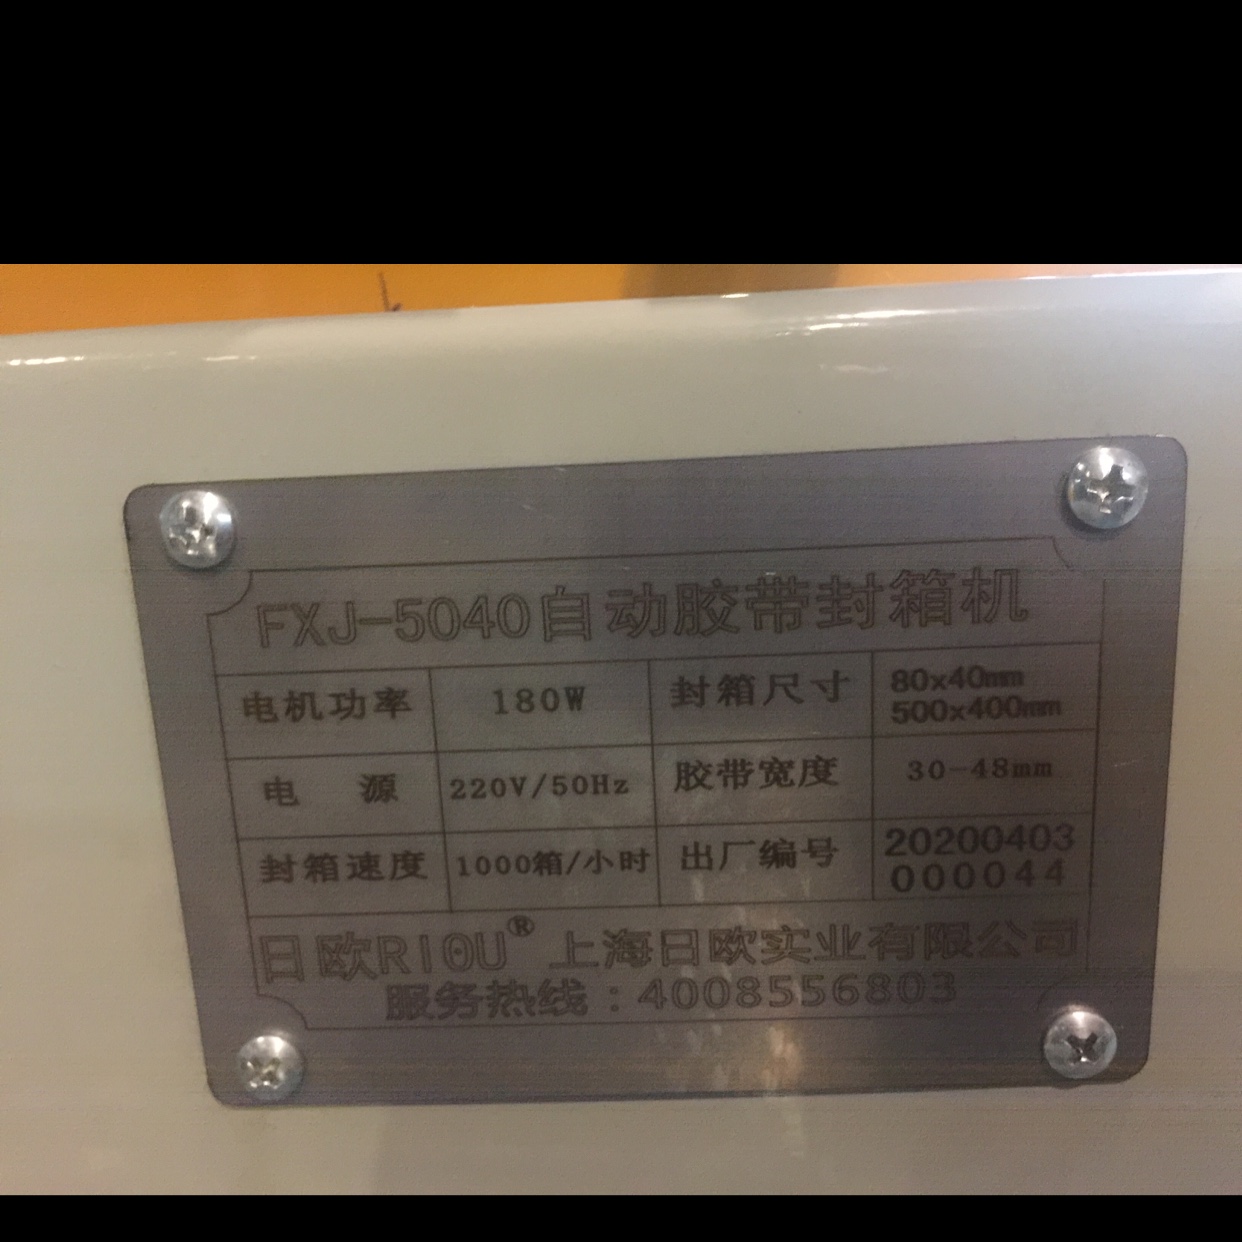 FXJ-5040自动胶带封箱机
电机功率 180W 封箱尺寸 80x40mm
500x400mm
电 源 220V/50Hz 胶带宽度 30-48mm
封箱速度 1000箱/小时 出厂编号 20200403
000044
日欧RIOU® 上海日欧实业有限公司
服务热线：4008556803